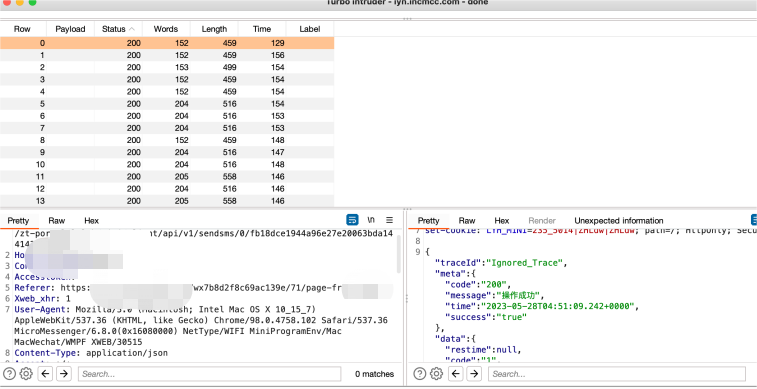 Turbo Intruder - lyh.incmcc.com - done
Row Payload Status Words Length Time Label
0 200 152 459 129
1 200 152 459 156
2 200 153 499 154
3 200 152 459 154
4 200 152 459 154
5 200 204 516 154
6 200 204 516 153
7 200 204 516 153
8 200 152 459 148
9 200 204 516 147
10 200 204 516 148
11 200 205 558 146
12 200 204 516 146
13 200 205 558 146
Pretty Raw Hex \n
/zt-por nt/api/v1/sendsms/0/fb18dce1944a96e27e20063bda14
414
2 Ho
3 Co
4 AccessToken:
5 Referer: https: /wx7b8d2f8c69ac139e/71/page-fr
6 Xweb_xhr: 1
7 User-Agent: Mozilla/5.0 (Macintosh; Intel Mac OS X 10_15_7)
AppleWebKit/537.36 (KHTML, like Gecko) Chrome/98.0.4758.102 Safari/537.36
MicroMessenger/6.8.0(0x16080000) NetType/WIFI MiniProgramEnv/Mac
MacWechat/WMPF XWEB/30515
8 Content-Type: application/json
Search... 0 matches
Pretty Raw Hex Render Unexpected information
7 set-cookie: LYH_MINI=235_5014|ZHLdw|ZHLdw; path=/; HttpOnly; Secu
8
9 {
"traceId":"Ignored_Trace",
"meta":{
"code":"200",
"message":"操作成功",
"time":"2023-05-28T04:51:09.242+0000",
"success":"true"
},
"data":{
"restime":null,
"code":"1",
Search...